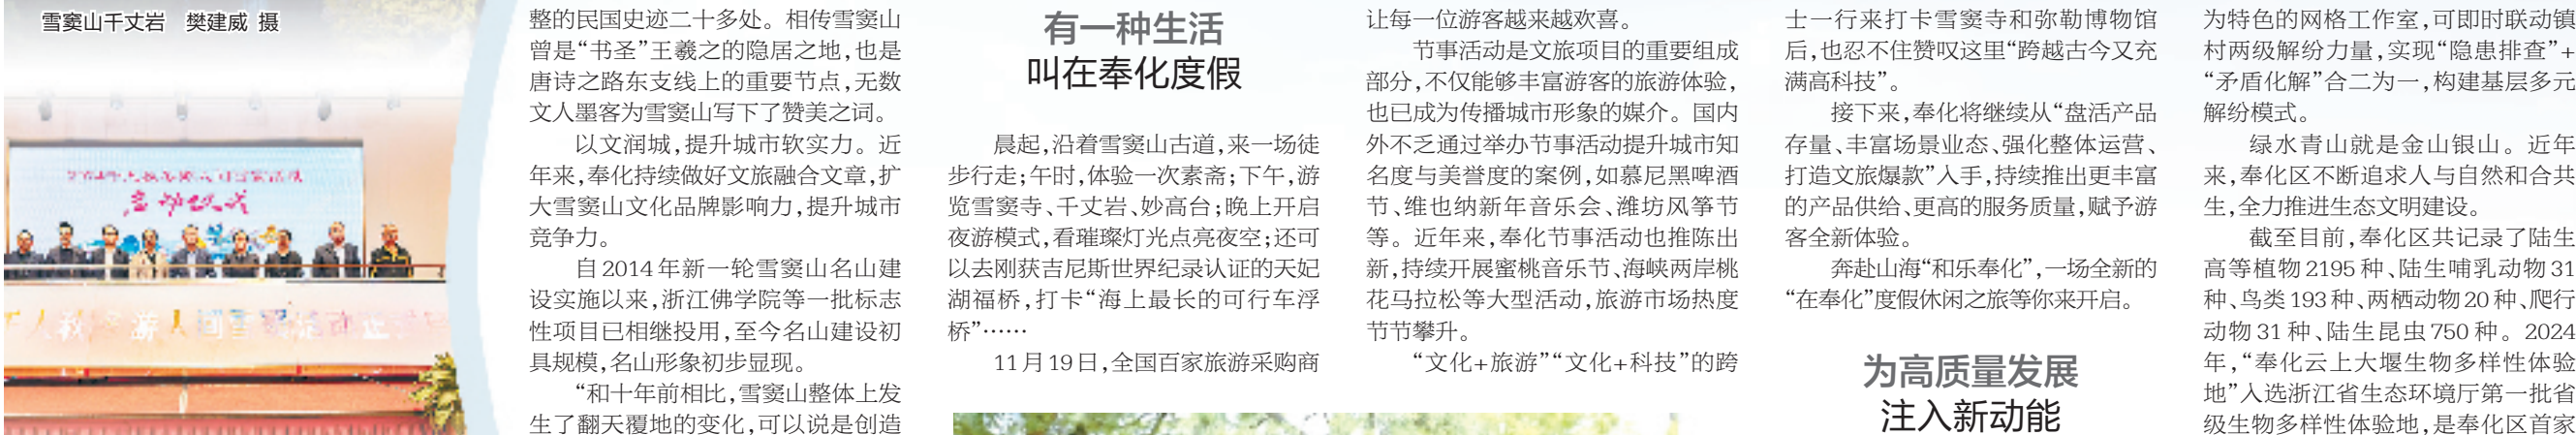 雪窦山千丈岩 樊建威 摄
启动仪式
整的民国史迹二十多处。相传雪窦山
曾是“书圣”王羲之的隐居之地,也是
唐诗之路东支线上的重要节点,无数
文人墨客为雪窦山写下了赞美之词。
以文润城,提升城市软实力。近
年来,奉化持续做好文旅融合文章,扩
大雪窦山文化品牌影响力,提升城市
竞争力。
自2014年新一轮雪窦山名山建
设实施以来,浙江佛学院等一批标志
性项目已相继投用,至今名山建设初
具规模,名山形象初步显现。
“和十年前相比,雪窦山整体上发
生了翻天覆地的变化,可以说是创造
有一种生活
叫在奉化度假
晨起,沿着雪窦山古道,来一场徒
步行走;午时,体验一次素斋;下午,游
览雪窦寺、千丈岩、妙高台;晚上开启
夜游模式,看璀璨灯光点亮夜空;还可
以去刚获吉尼斯世界纪录认证的天妃
湖福桥,打卡“海上最长的可行车浮
桥”……
11月19日,全国百家旅游采购商
让每一位游客越来越欢喜。
节事活动是文旅项目的重要组成
部分,不仅能够丰富游客的旅游体验,
也已成为传播城市形象的媒介。国内
外不乏通过举办节事活动提升城市知
名度与美誉度的案例,如慕尼黑啤酒
节、维也纳新年音乐会、潍坊风筝节
等。近年来,奉化节事活动也推陈出
新,持续开展蜜桃音乐节、海峡两岸桃
花马拉松等大型活动,旅游市场热度
节节攀升。
“文化+旅游”“文化+科技”的跨
士一行来打卡雪窦寺和弥勒博物馆
后,也忍不住赞叹这里“跨越古今又充
满高科技”。
接下来,奉化将继续从“盘活产品
存量、丰富场景业态、强化整体运营、
打造文旅爆款”入手,持续推出更丰富
的产品供给、更高的服务质量,赋予游
客全新体验。
奔赴山海“和乐奉化”,一场全新的
“在奉化”度假休闲之旅等你来开启。
为高质量发展
注入新动能
为特色的网格工作室,可即时联动镇
村两级解纷力量,实现“隐患排查”+
“矛盾化解”合二为一,构建基层多元
解纷模式。
绿水青山就是金山银山。近年
来,奉化区不断追求人与自然和合共
生,全力推进生态文明建设。
截至目前,奉化区共记录了陆生
高等植物2195种、陆生哺乳动物31
种、鸟类193种、两栖动物20种、爬行
动物31种、陆生昆虫750种。2024
年,“奉化云上大堰生物多样性体验
地”入选浙江省生态环境厅第一批省
级生物多样性体验地,是奉化区首家